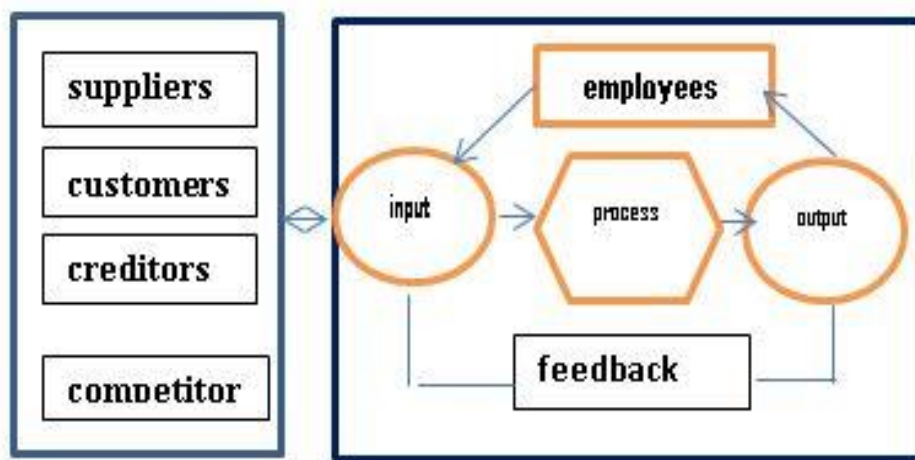 suppliers
customers
creditors
competitor
employees
input
process
output
feedback